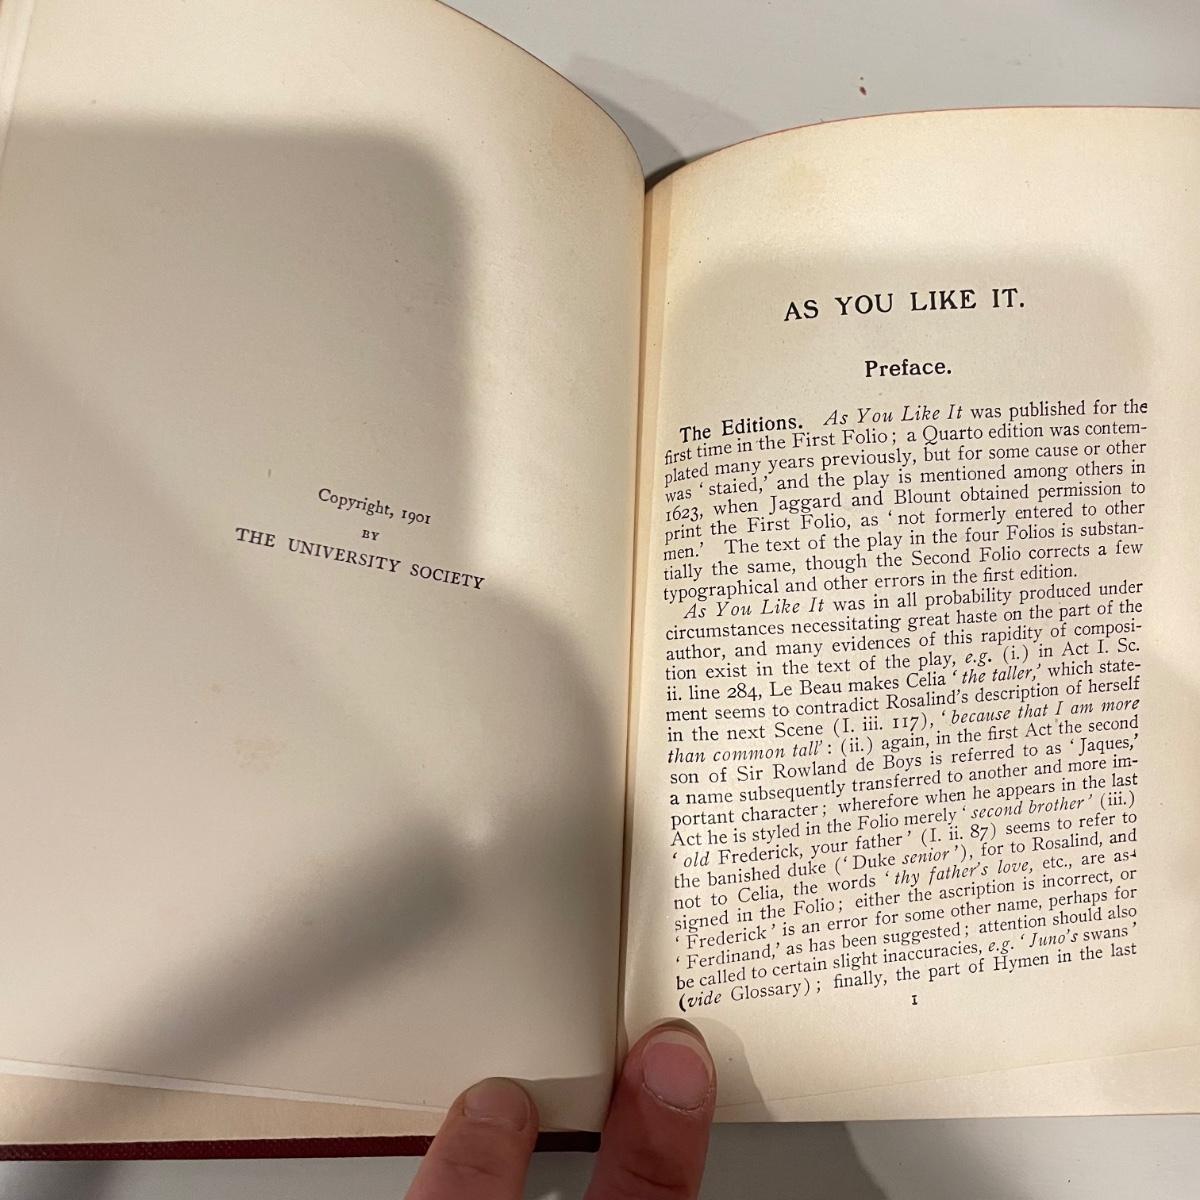 Copyright, 1901
BY
THE UNIVERSITY SOCIETY
AS YOU LIKE IT.
Preface.
The Editions. As You Like It was published for the
first time in the First Folio; a Quarto edition was contem-
plated many years previously, but for some cause or other
was 'staied,' and the play is mentioned among others in
1623, when Jaggard and Blount obtained permission to
print the First Folio, as 'not formerly entered to other
men.' The text of the play in the four Folios is substan-
tially the same, though the Second Folio corrects a few
typographical and other errors in the first edition.
As You Like It was in all probability produced under
circumstances necessitating great haste on the part of the
author, and many evidences of this rapidity of composi-
tion exist in the text of the play, e.g. (i.) in Act I. Sc.
ii. line 284, Le Beau makes Celia 'the taller,' which state-
ment seems to contradict Rosalind's description of herself
in the next Scene (I. iii. 117), 'because that I am more
than common tall': (ii.) again, in the first Act the second
son of Sir Rowland de Boys is referred to as 'Jaques,'
a name subsequently transferred to another and more im-
portant character; wherefore when he appears in the last
Act he is styled in the Folio merely 'second brother' (iii.)
'old Frederick, your father' (I. ii. 87) seems to refer to
the banished duke ('Duke senior'), for to Rosalind, and
not to Celia, the words 'thy father's love, etc., are as-
signed in the Folio; either the ascription is incorrect, or
'Frederick' is an error for some other name, perhaps for
'Ferdinand,' as has been suggested; attention should also
be called to certain slight inaccuracies, e.g. 'Juno's swans'
(vide Glossary); finally, the part of Hymen in the last
1